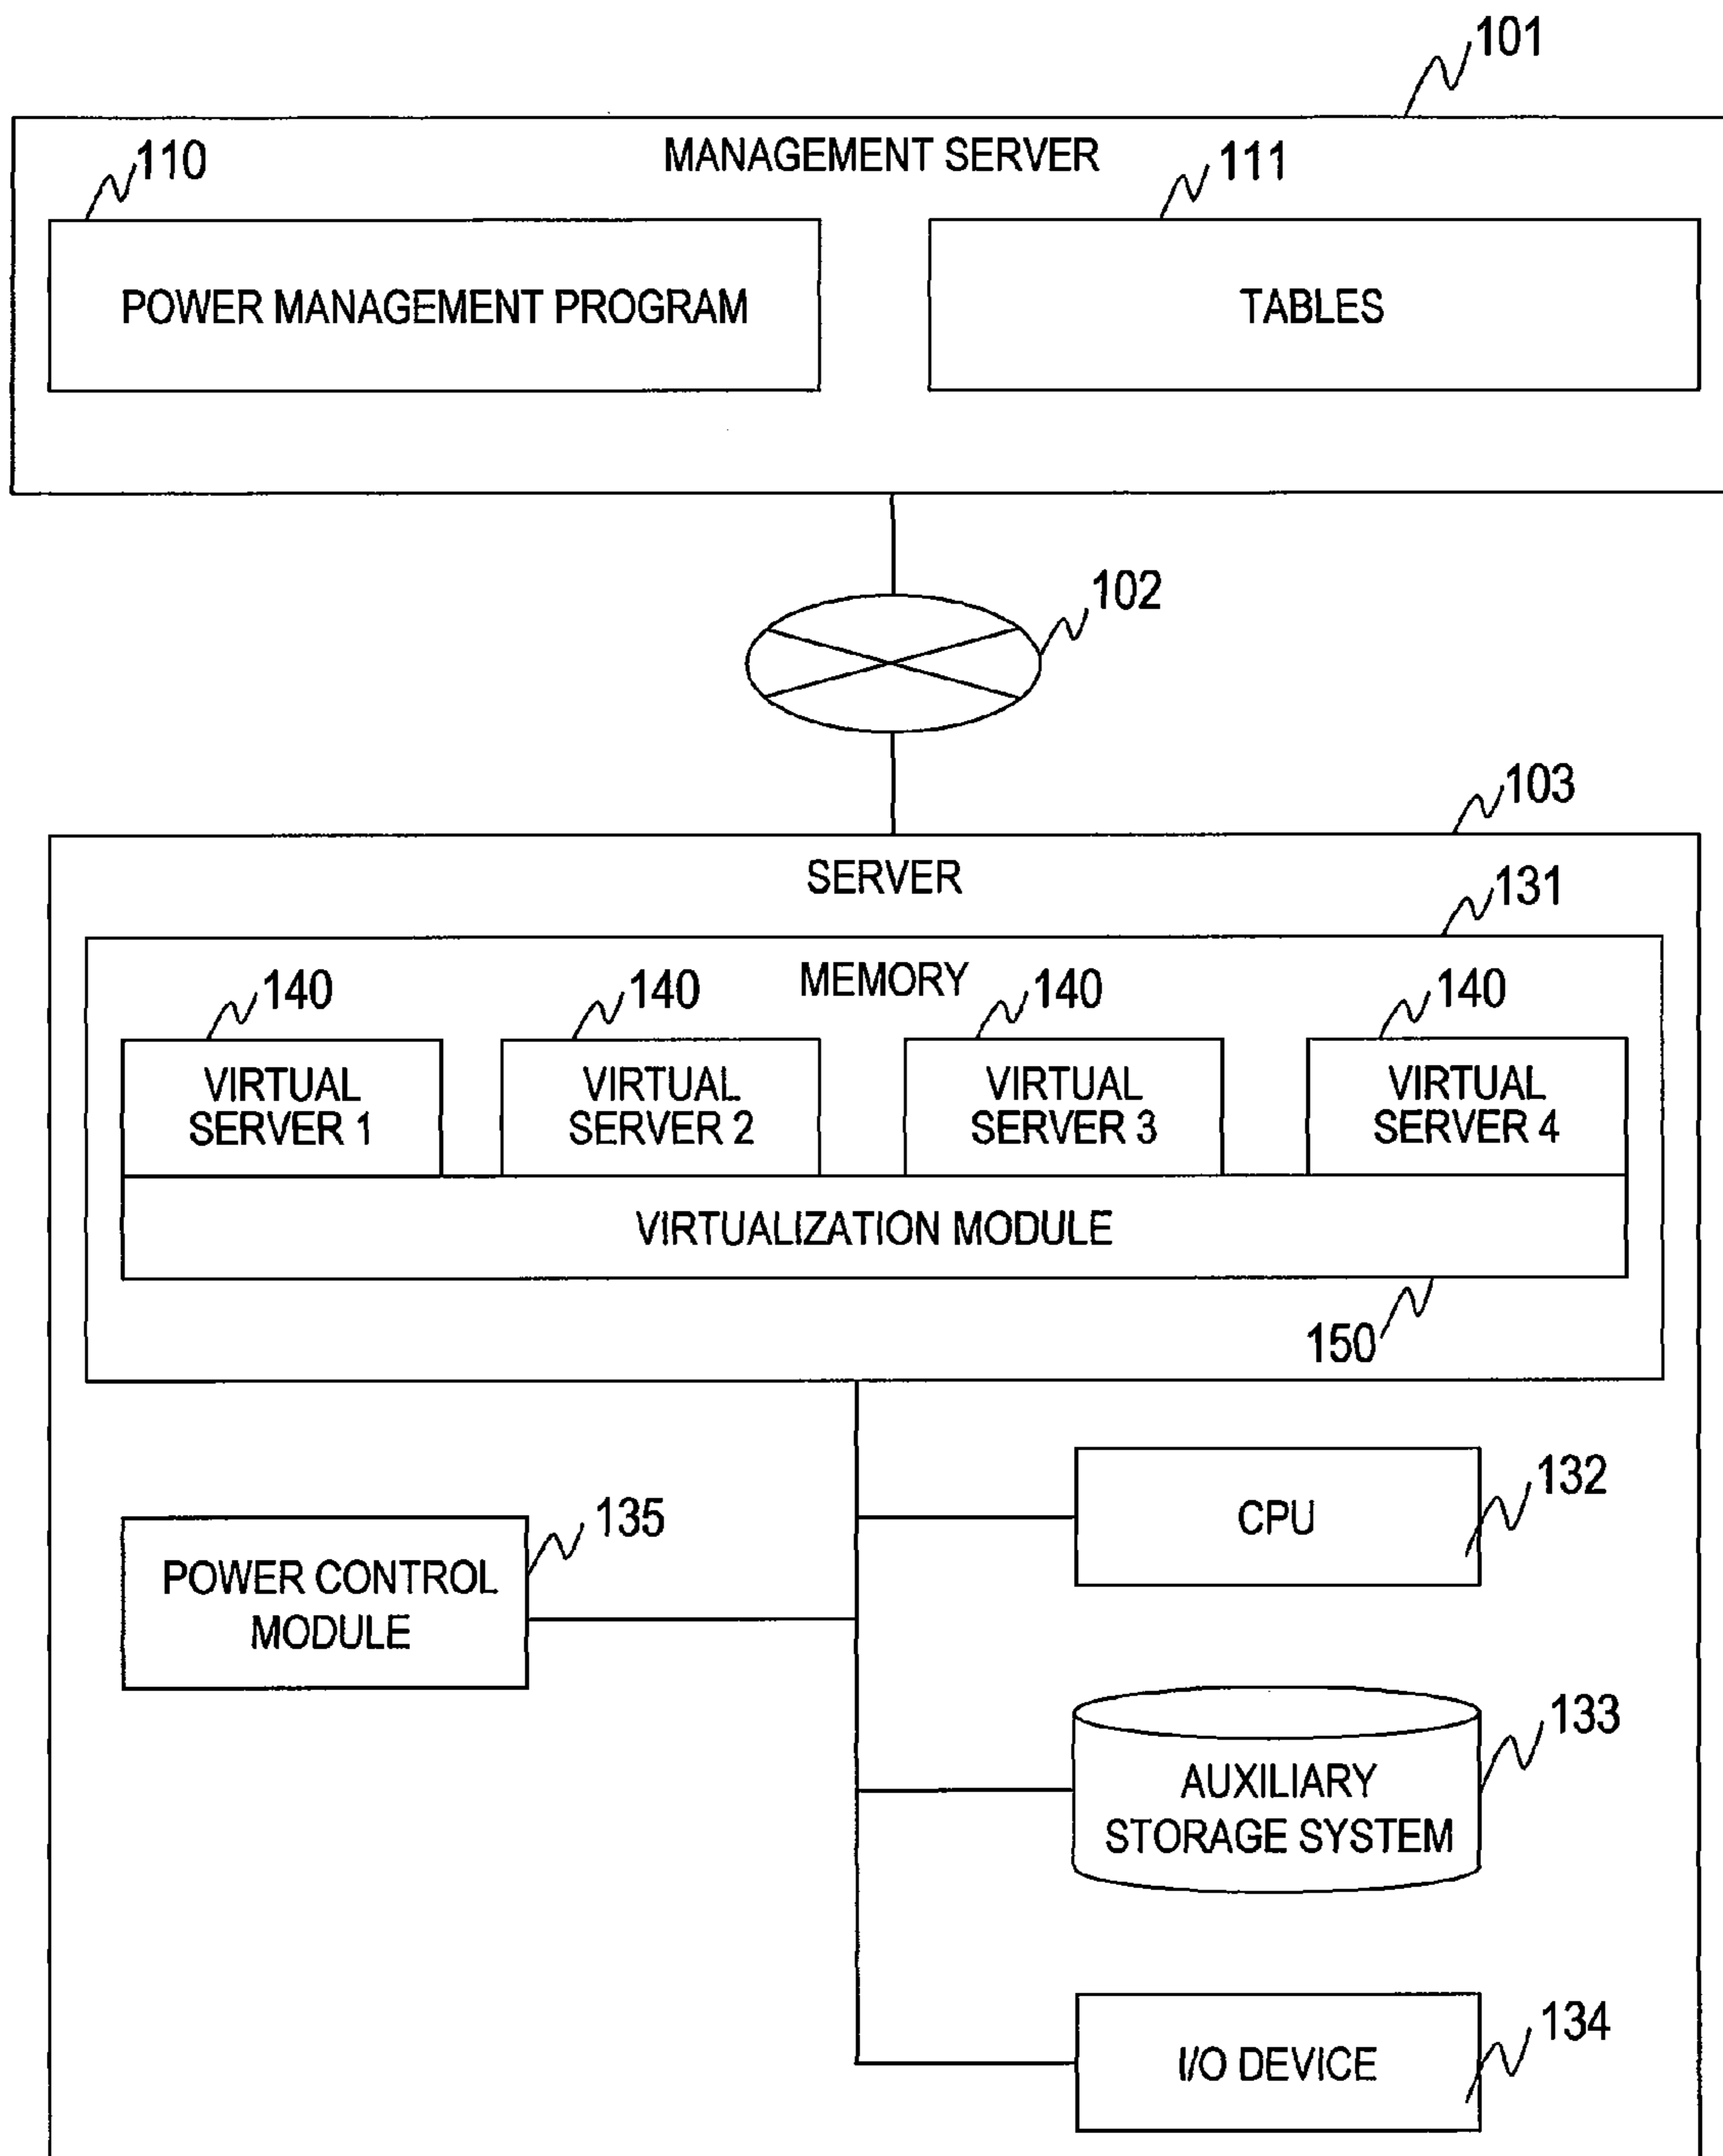 101
MANAGEMENT SERVER
110
111
POWER MANAGEMENT PROGRAM
TABLES
102
103
SERVER
131
MEMORY
140
140
140
140
VIRTUAL
SERVER 1
VIRTUAL
SERVER 2
VIRTUAL
SERVER 3
VIRTUAL
SERVER 4
VIRTUALIZATION MODULE
150
132
CPU
135
POWER CONTROL
MODULE
133
AUXILIARY
STORAGE SYSTEM
134
I/O DEVICE